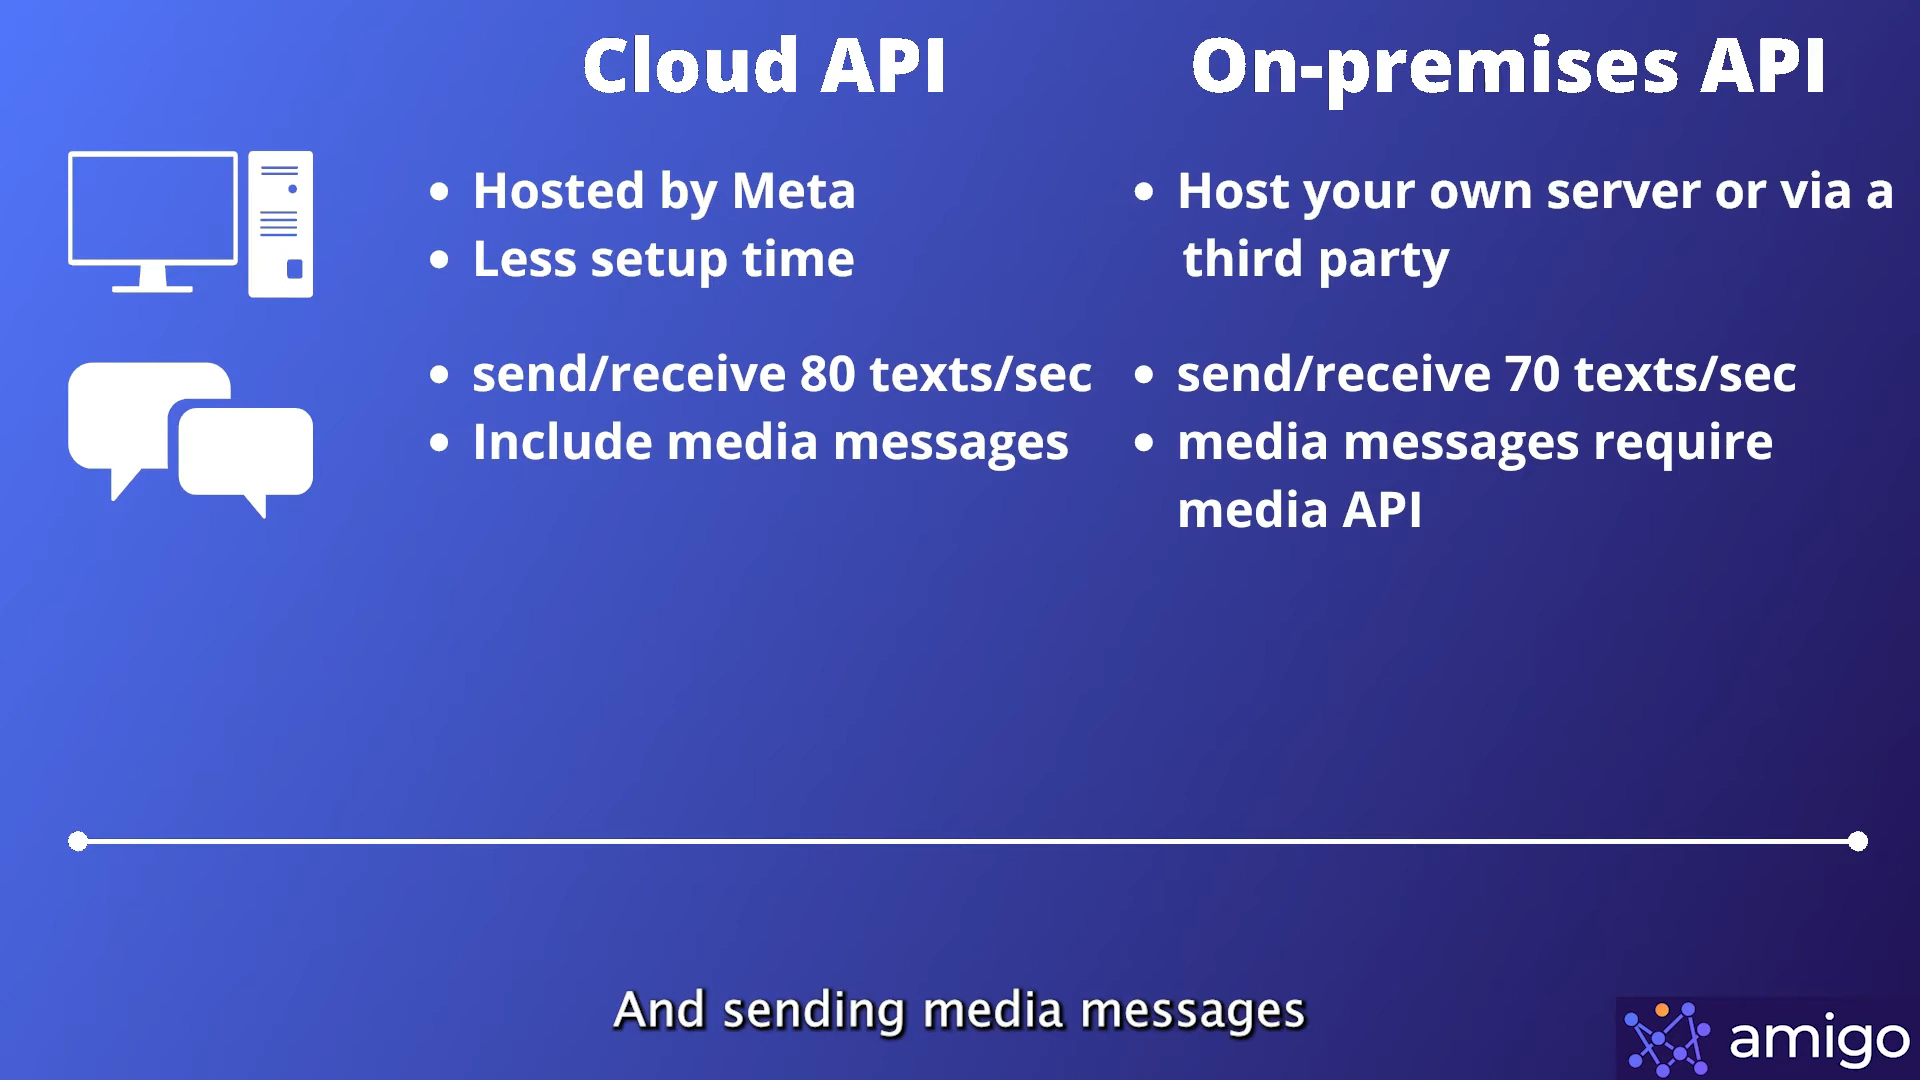 Cloud API
On-premises API
Hosted by Meta
Less setup time
Host your own server or via a
third party
send/receive 80 texts/sec
Include media messages
send/receive 70 texts/sec
media messages require
media API
And sending media messages
amigo